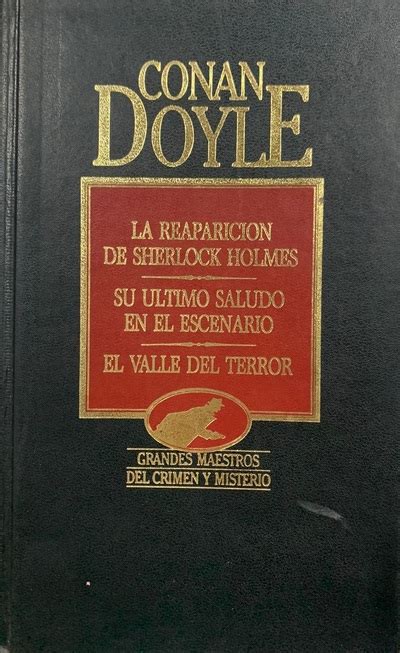 CONAN
DOYLE
LA REAPARICION
DE SHERLOCK HOLMES
SU ULTIMO SALUDO
EN EL ESCENARIO
EL VALLE DEL TERROR
GRANDES MAESTROS
DEL CRIMEN Y MISTERIO